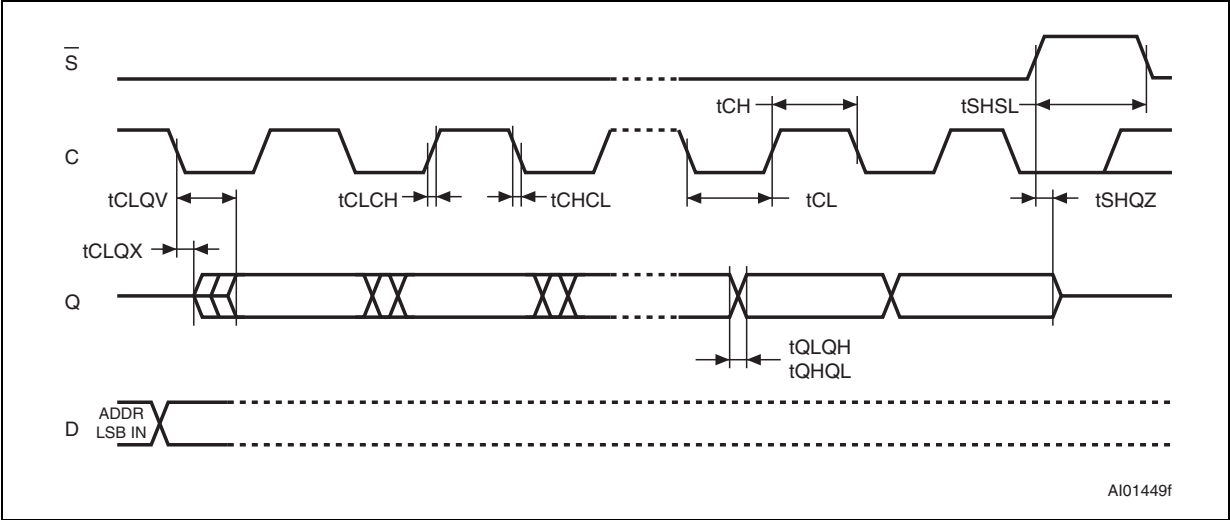 S
tCH
tSHSL
C
tCLQV
tCLCH
tCHCL
tCL
tSHQZ
tCLQX
Q
tQLQH
tQHQL
ADDR
D
LSB IN
AI01449f